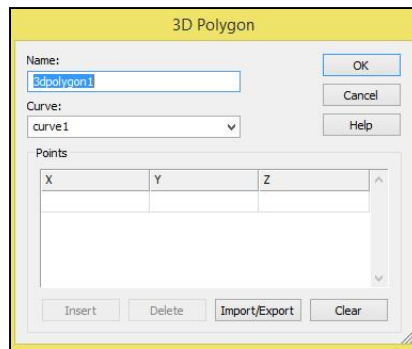 3D Polygon
Name:
3dpolygon1
OK
Cancel
Curve:
curve1
Help
Points
X Y Z
Insert Delete Import/Export Clear